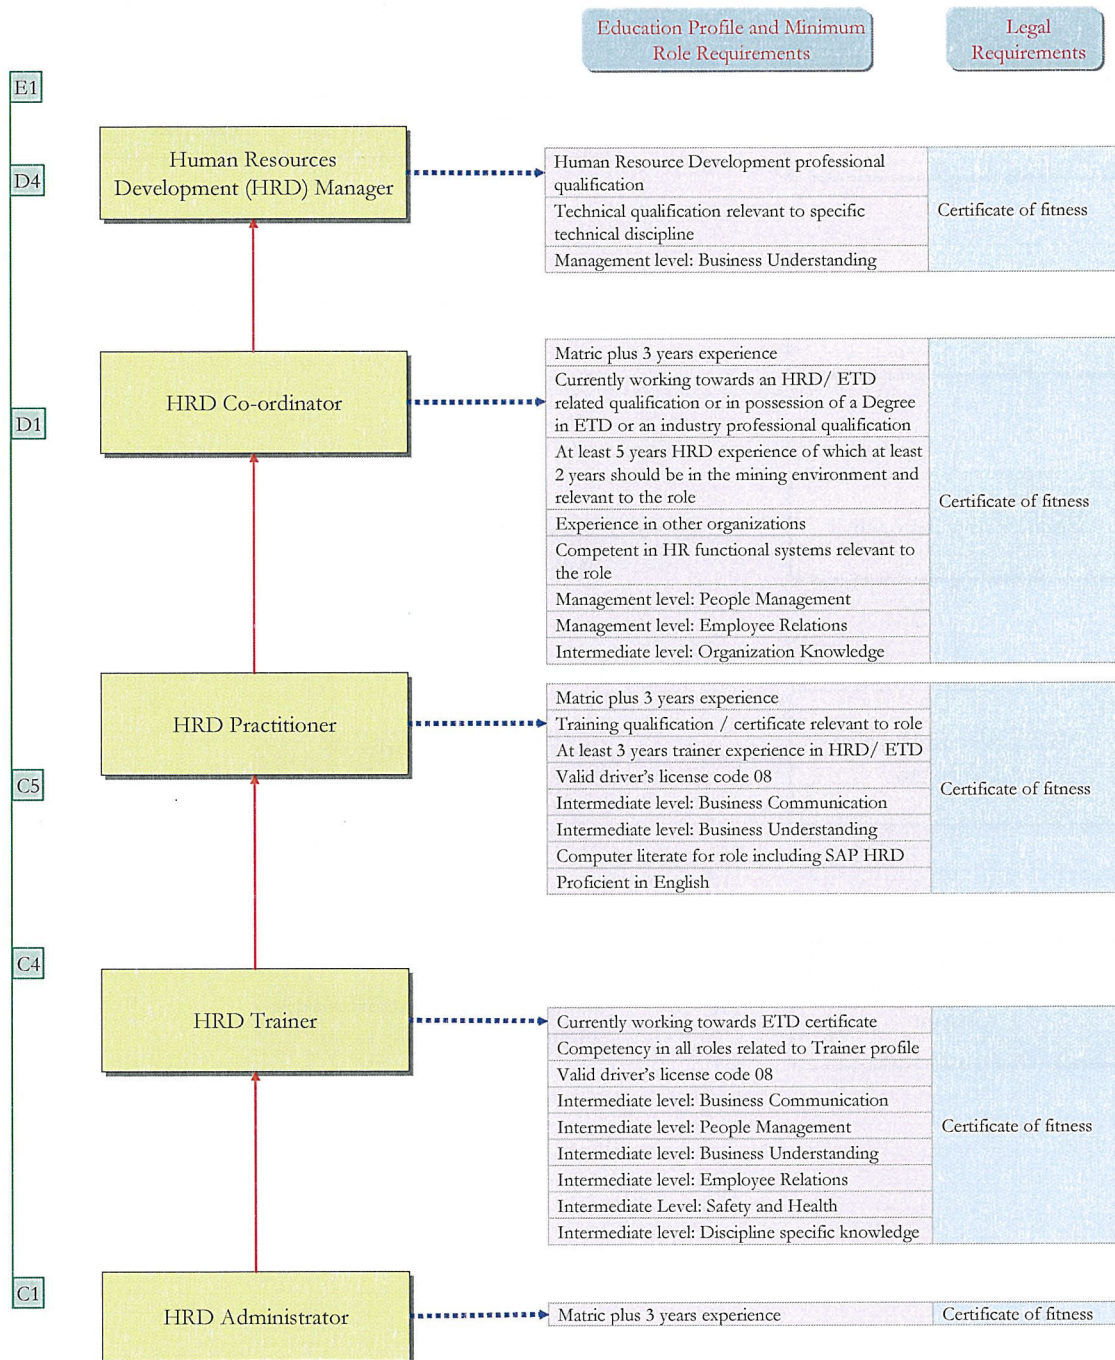 Education Profile and Minimum
Role Requirements
Legal
Requirements
E1
D4
Human Resources
Development (HRD) Manager
Human Resource Development professional
qualification
Technical qualification relevant to specific
technical discipline
Management level: Business Understanding
Certificate of fitness
D1
HRD Co-ordinator
Matric plus 3 years experience
Currently working towards an HRD/ ETD
related qualification or in possession of a Degree
in ETD or an industry professional qualification
At least 5 years HRD experience of which at least
2 years should be in the mining environment and
relevant to the role
Experience in other organizations
Competent in HR functional systems relevant to
the role
Management level: People Management
Management level: Employee Relations
Intermediate level: Organization Knowledge
Certificate of fitness
C5
HRD Practitioner
Matric plus 3 years experience
Training qualification / certificate relevant to role
At least 3 years trainer experience in HRD/ ETD
Valid driver's license code 08
Intermediate level: Business Communication
Intermediate level: Business Understanding
Computer literate for role including SAP HRD
Proficient in English
Certificate of fitness
C4
HRD Trainer
Currently working towards ETD certificate
Competency in all roles related to Trainer profile
Valid driver's license code 08
Intermediate level: Business Communication
Intermediate level: People Management
Intermediate level: Business Understanding
Intermediate level: Employee Relations
Intermediate Level: Safety and Health
Intermediate level: Discipline specific knowledge
Certificate of fitness
C1
HRD Administrator
Matric plus 3 years experience
Certificate of fitness